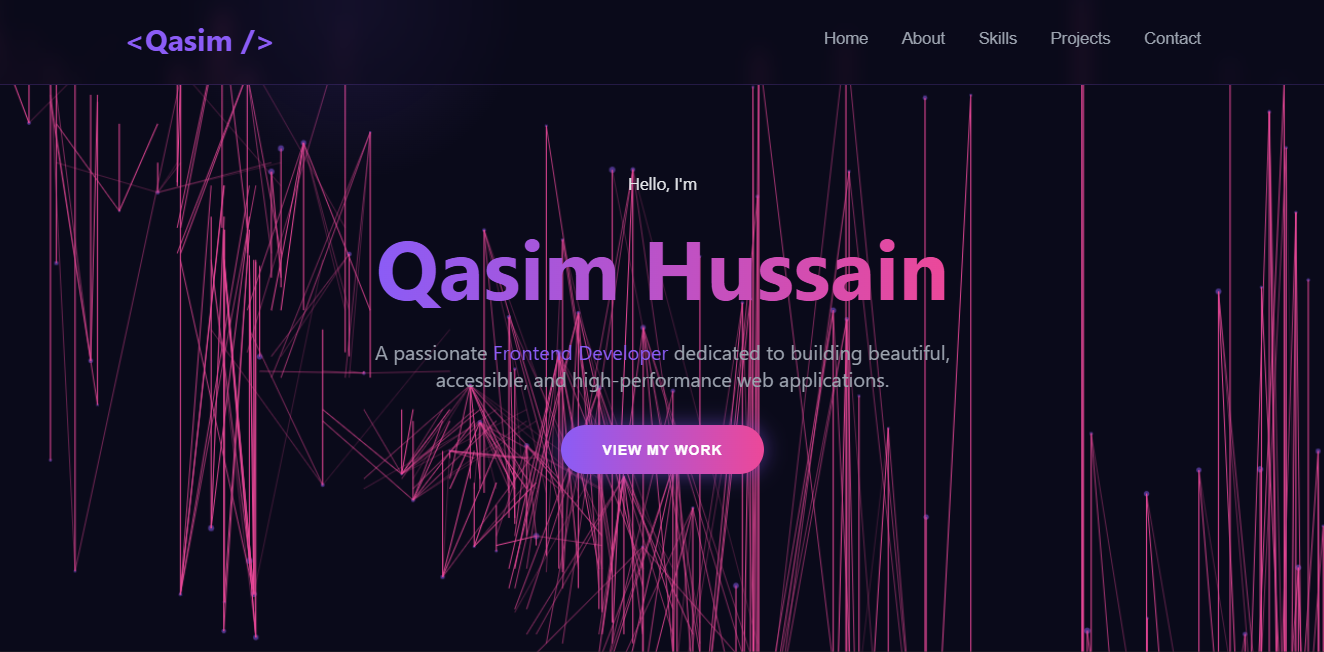 <Qasim />
Home About Skills Projects Contact
Hello, I'm
Qasim Hussain
A passionate Frontend Developer dedicated to building beautiful,
accessible, and high-performance web applications.
VIEW MY WORK